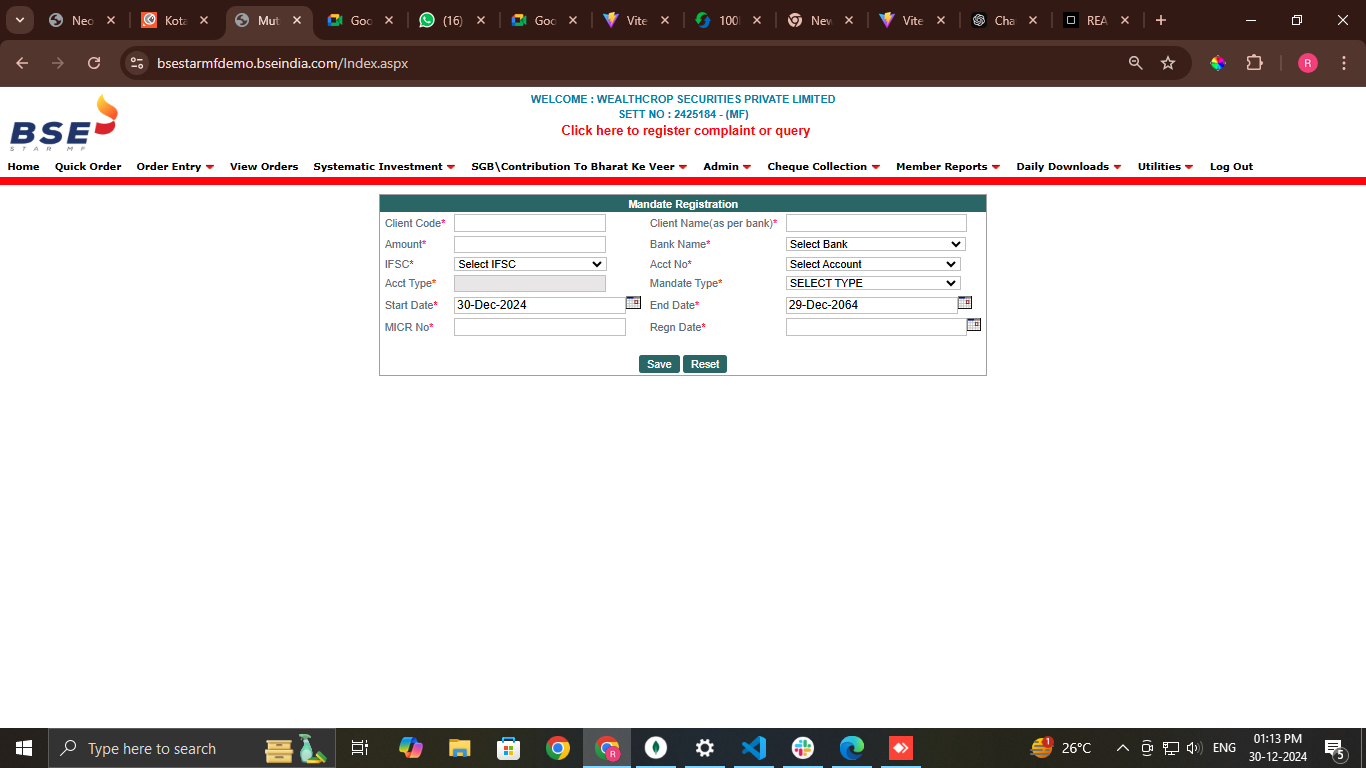 Neo
Kota
Mut
Goo
(16)
Goo
Vite
100
New
Vite
Cha
REA
bsestarmfdemo.bseindia.com/Index.aspx
R
BSE
STAR MF
WELCOME : WEALTHCROP SECURITIES PRIVATE LIMITED
SETT NO : 2425184 - (MF)
Click here to register complaint or query
Home Quick Order Order Entry View Orders Systematic Investment SGB\Contribution To Bharat Ke Veer Admin Cheque Collection Member Reports Daily Downloads Utilities Log Out
Mandate Registration
Client Code* Client Name(as per bank)*
Amount* Bank Name* Select Bank
IFSC* Select IFSC Acct No* Select Account
Acct Type* Mandate Type* SELECT TYPE
Start Date* 30-Dec-2024 End Date* 29-Dec-2064
MICR No* Regn Date*
Save Reset
Type here to search
R
1
26°C
ENG
01:13 PM
30-12-2024
5